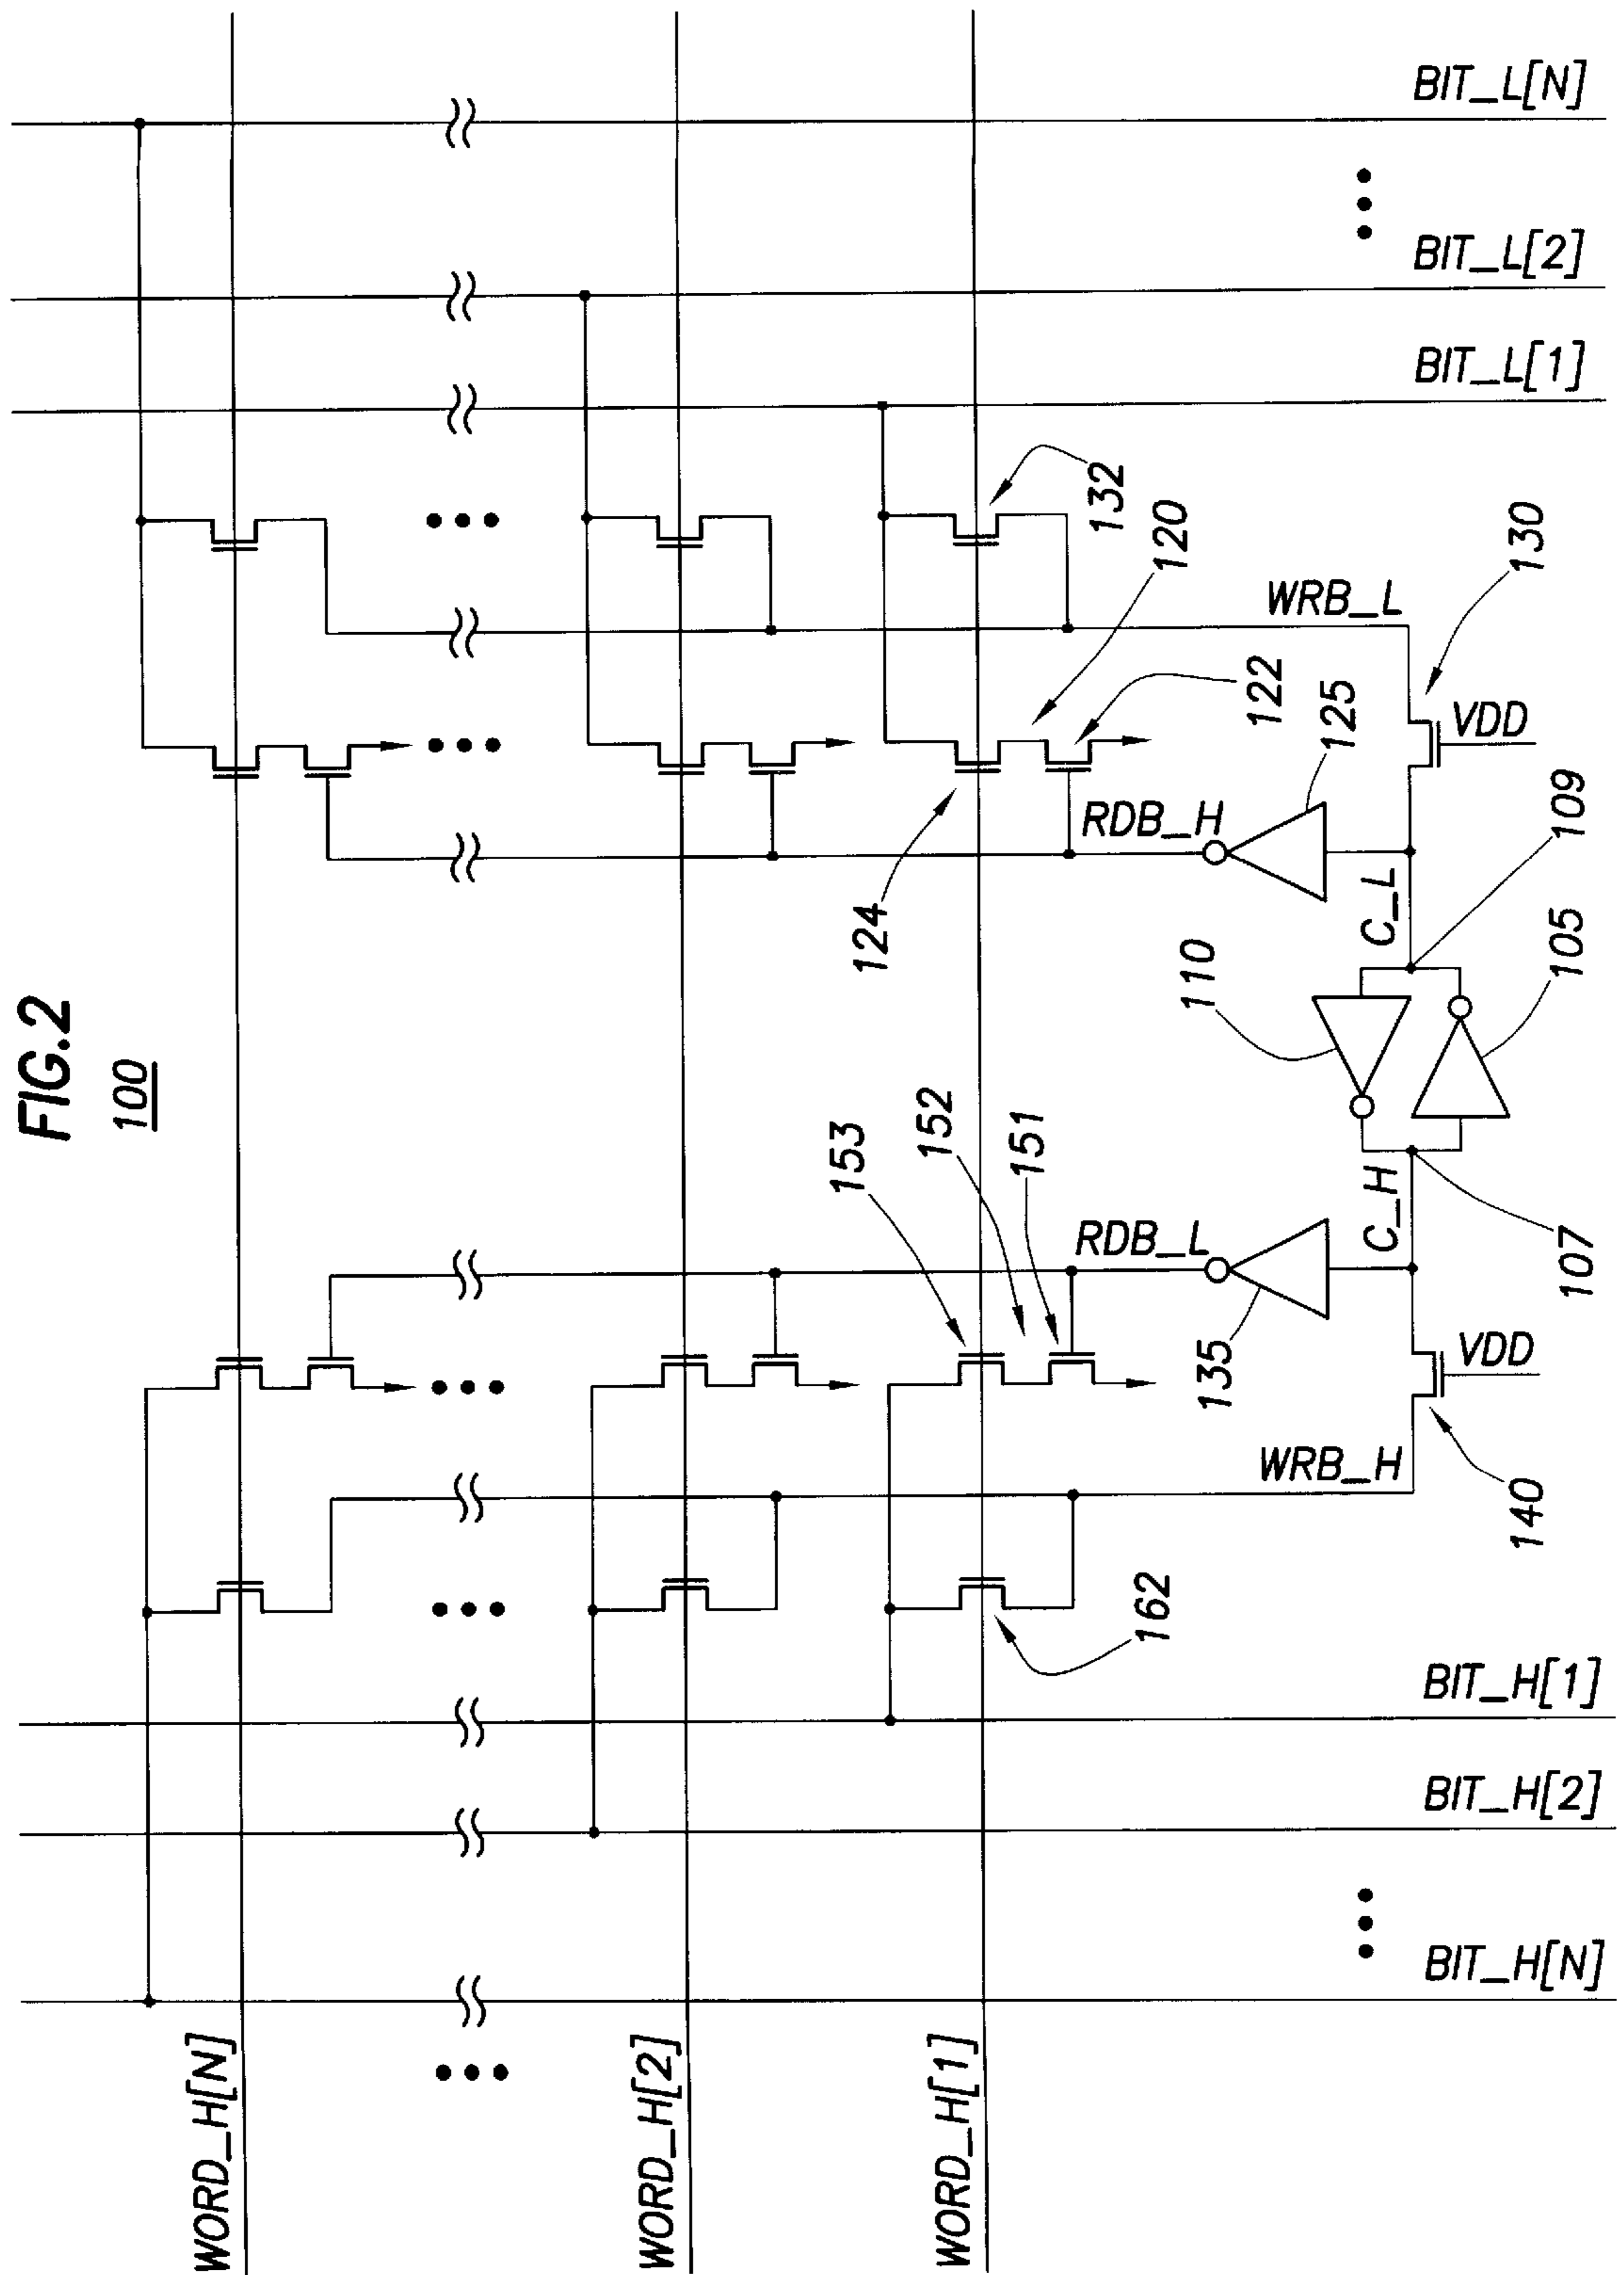 FIG.2
100
WORD_H[N]
WORD_H[2]
WORD_H[1]
BIT_H[N]
BIT_H[2]
BIT_H[1]
BIT_L[1]
BIT_L[2]
BIT_L[N]
162
153
152
151
124
120
122
132
WRB_H
RDB_L
RDB_H
WRB_L
140
VDD
135
C_H
107
110
105
C_L
109
125
VDD
130